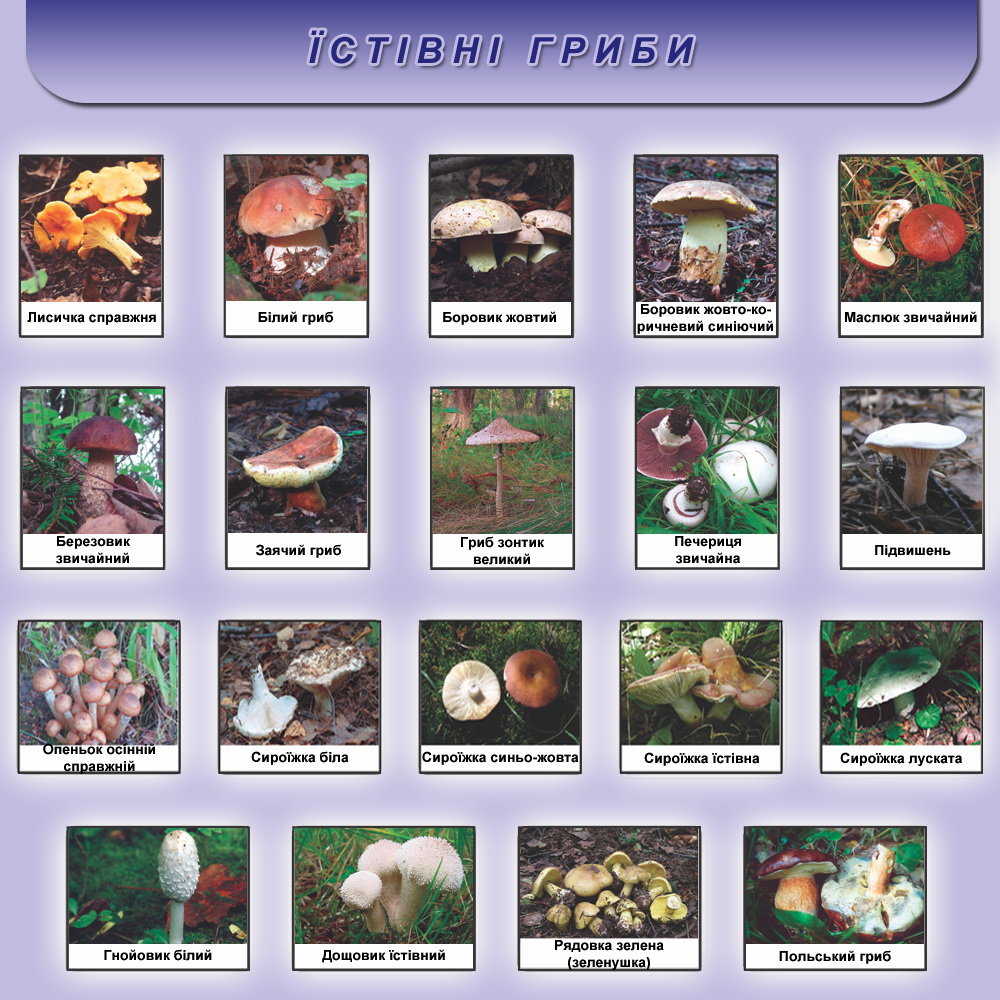 ЇСТІВНІ ГРИБИ
Лисичка справжня
Білий гриб
Боровик жовтий
Боровик жовто-ко-
ричневий синіючий
Маслюк звичайний
Березовик
звичайний
Заячий гриб
Гриб зонтик
великий
Печериця
звичайна
Підвишень
Опеньок осінній
справжній
Сироїжка біла
Сироїжка синьо-жовта
Сироїжка їстівна
Сироїжка луската
Гнойовик білий
Дощовик їстівний
Рядовка зелена
(зеленушка)
Польський гриб